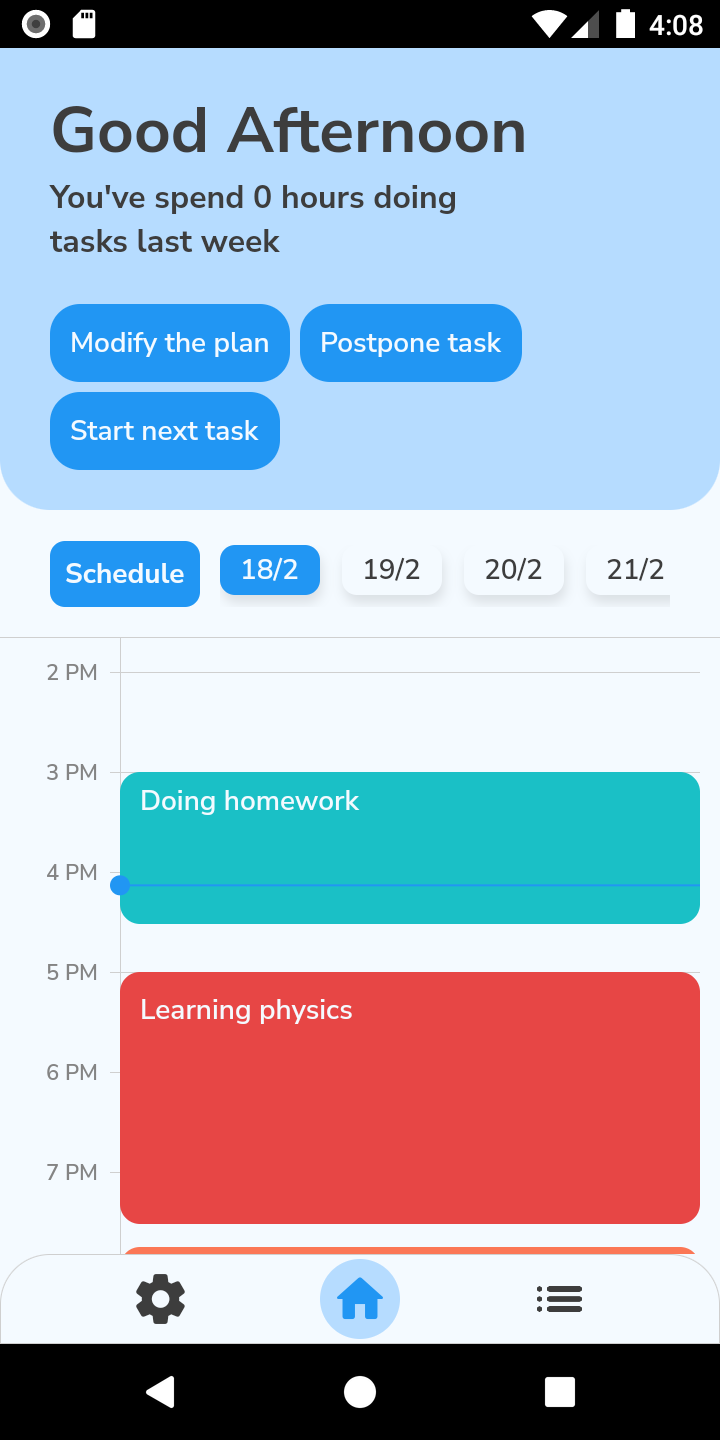 4:08
Good Afternoon
You've spend 0 hours doing
tasks last week
Modify the plan
Postpone task
Start next task
Schedule
18/2
19/2
20/2
21/2
2 PM
3 PM
Doing homework
4 PM
5 PM
Learning physics
6 PM
7 PM